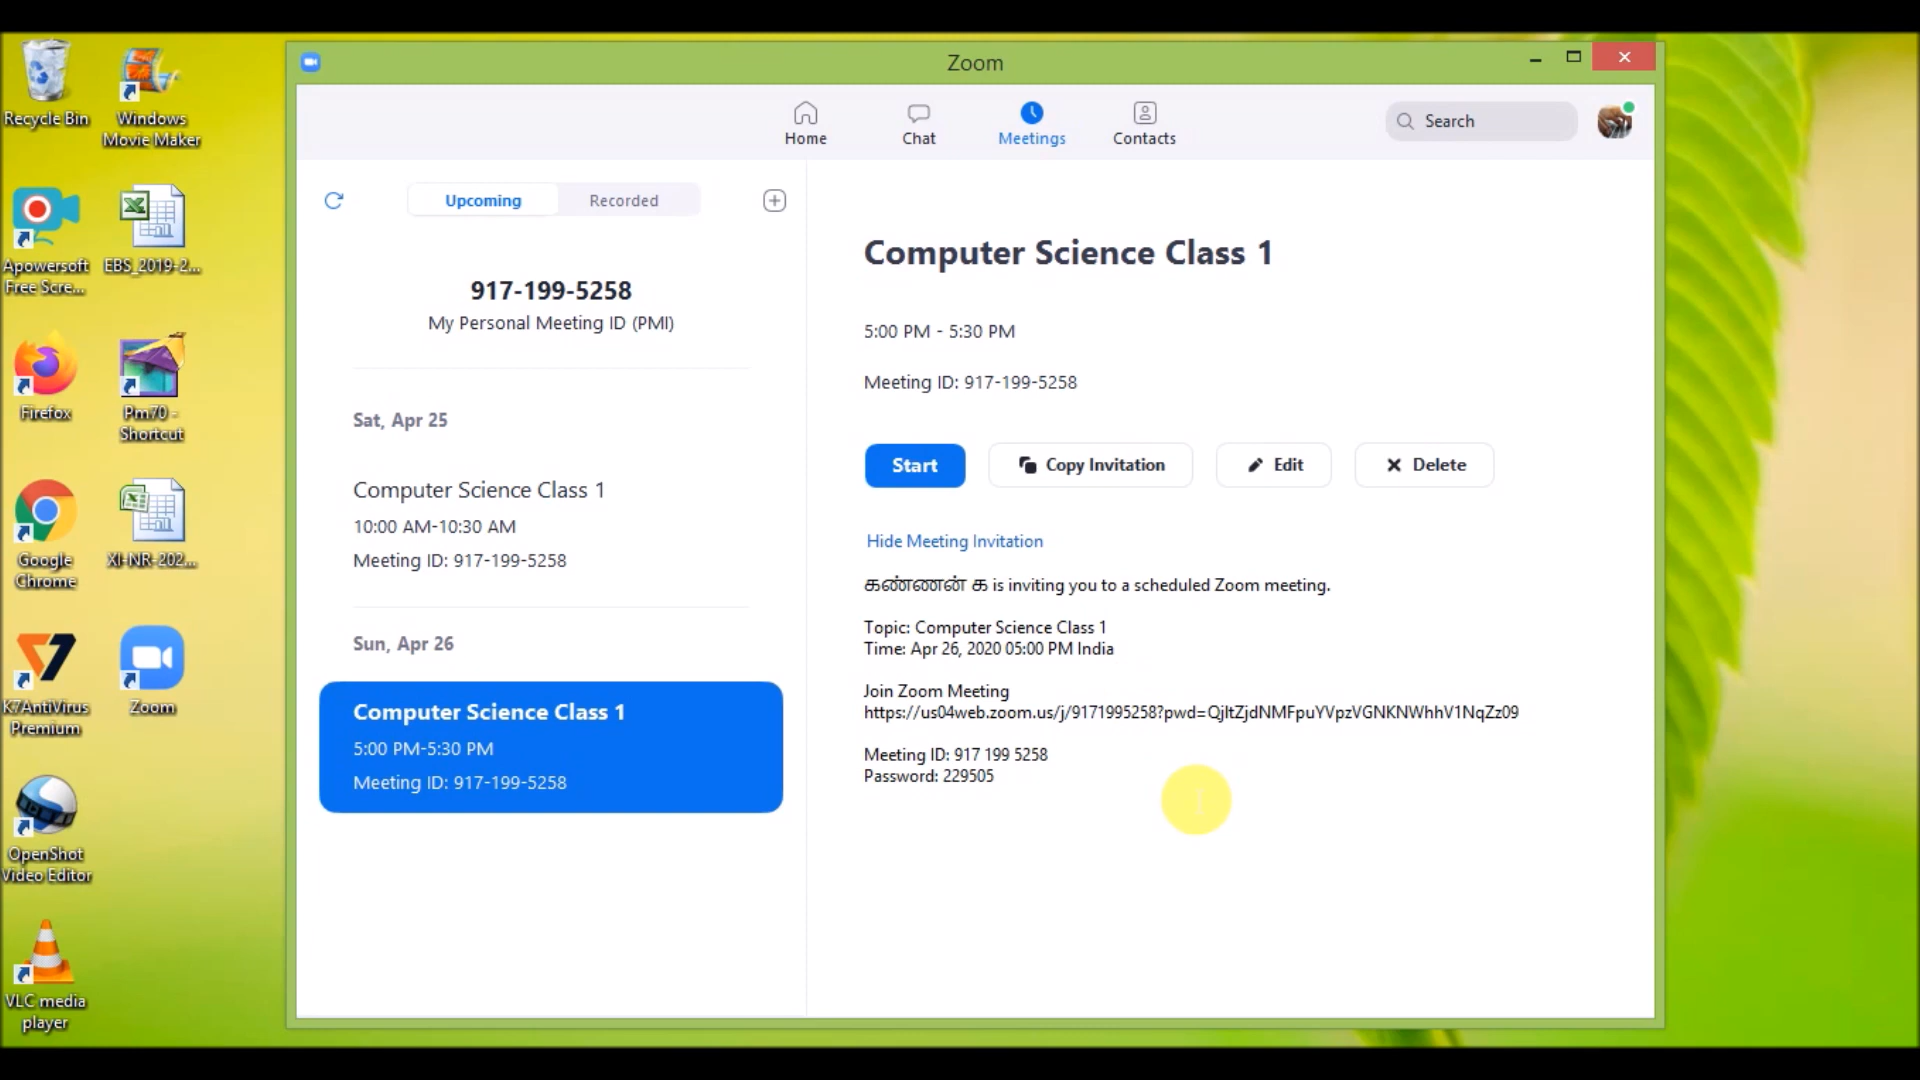 Recycle Bin
Windows
Movie Maker
Apowersoft
Free Scre...
EBS_2019-2...
Firefox
Pm70 -
Shortcut
Google
Chrome
XI-NR-202...
K7AntiVirus
Premium
Zoom
OpenShot
Video Editor
VLC media
player
Zoom
Home
Chat
Meetings
Contacts
Search
Upcoming
Recorded
917-199-5258
My Personal Meeting ID (PMI)
Sat, Apr 25
Computer Science Class 1
10:00 AM-10:30 AM
Meeting ID: 917-199-5258
Sun, Apr 26
Computer Science Class 1
5:00 PM-5:30 PM
Meeting ID: 917-199-5258
Computer Science Class 1
5:00 PM - 5:30 PM
Meeting ID: 917-199-5258
Start
Copy Invitation
Edit
Delete
Hide Meeting Invitation
கண்ணன் க is inviting you to a scheduled Zoom meeting.
Topic: Computer Science Class 1
Time: Apr 26, 2020 05:00 PM India
Join Zoom Meeting
https://us04web.zoom.us/j/9171995258?pwd=QjltZjdNMFpuYVpzVGNKNWhhV1NqZz09
Meeting ID: 917 199 5258
Password: 229505